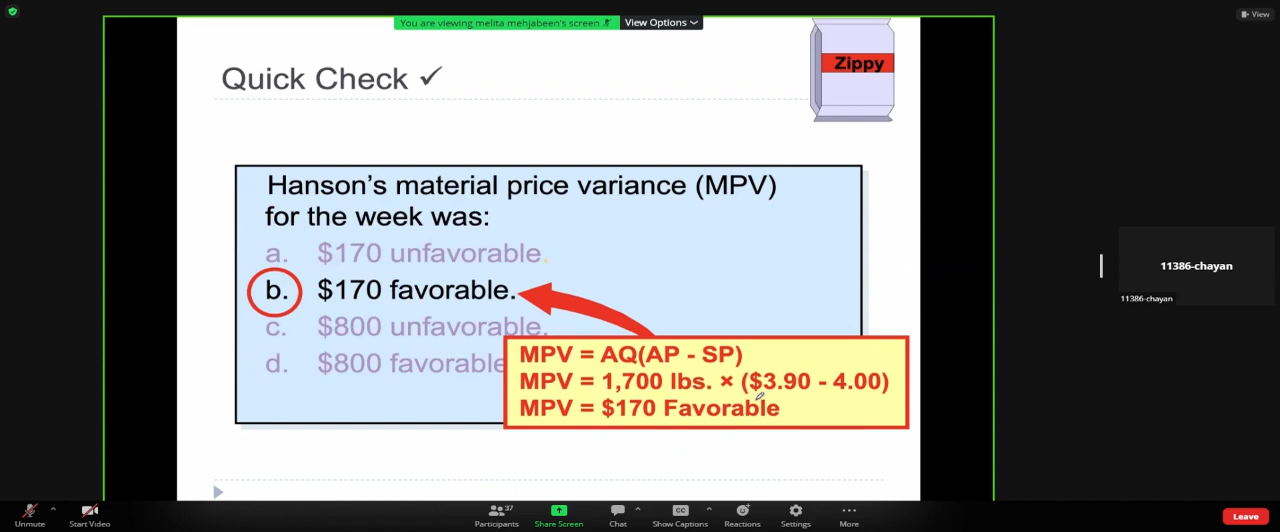 You are viewing melita mehjabeen's screen
View Options
View
Quick Check ✓
Zippy
Hanson's material price variance (MPV)
for the week was:
a. $170 unfavorable.
b. $170 favorable.
c. $800 unfavorable.
d. $800 favorable
MPV = AQ(AP - SP)
MPV = 1,700 lbs. × ($3.90 - 4.00)
MPV = $170 Favorable
11386-chayan
11386-chayan
Unmute
Start Video
Participants
37
Share Screen
Chat
CC
Show Captions
Reactions
Settings
More
Leave